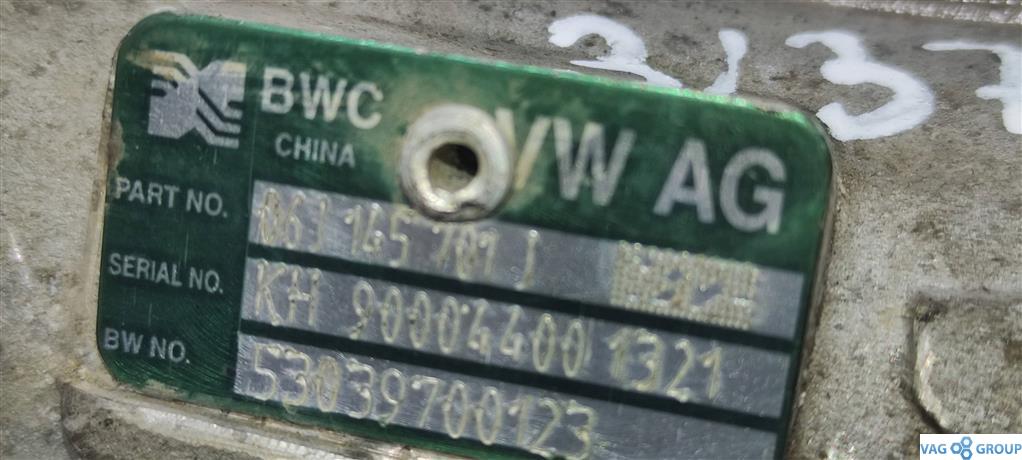 3137
BWC
CHINA
VW AG
PART NO. 06J 145 701 J
SERIAL NO. KH 90004400 1321
BW NO. 53039700123
VAG GROUP